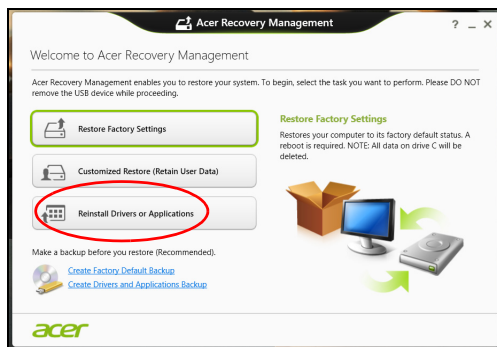 Acer Recovery Management
Welcome to Acer Recovery Management
Acer Recovery Management enables you to restore your system. To begin, select the task you want to perform. Please DO NOT
remove the USB device while proceeding.
Restore Factory Settings
Customized Restore (Retain User Data)
Reinstall Drivers or Applications
Restore Factory Settings
Restores your computer to its factory default status. A
reboot is required. NOTE: All data on drive C will be
deleted.
Make a backup before you restore (Recommended).
Create Factory Default Backup
Create Drivers and Applications Backup
acer